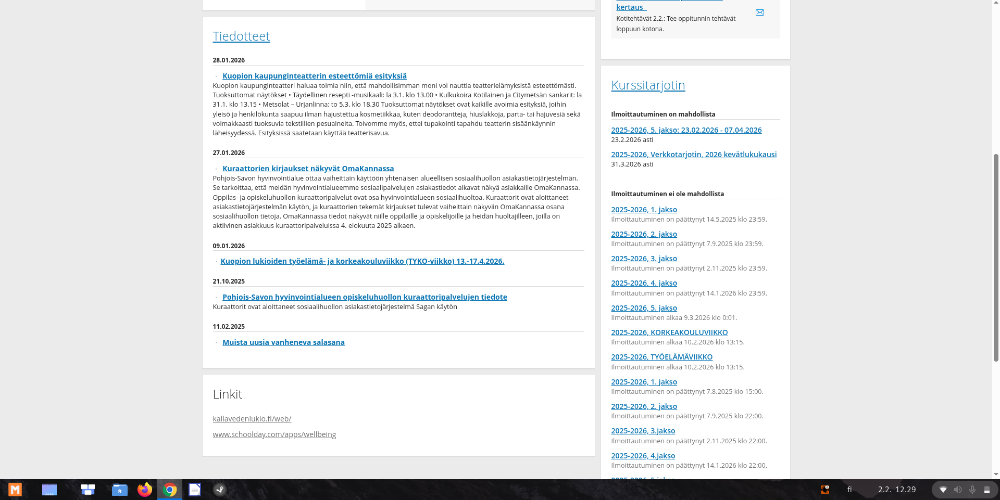 Tiedotteet
28.01.2026
Kuopion kaupunginteatterin esteettömiä esityksiä
Kuopion kaupunginteatteri haluaa toimia niin, että mahdollisimman moni voi nauttia teatterielämyksistä esteettömästi.
Tuoksuttomat näytökset • Täydellinen resepti -musikaali: la 3.1. klo 13.00 • Kulkukoira Kotilainen ja Citymetsän sankarit: la
31.1. klo 13.15 • Metsolat – Urjanlinna: to 5.3. klo 18.30 Tuoksuttomat näytökset ovat kaikille avoimia esityksiä, joihin
yleisö ja henkilökunta saapuu ilman hajustettua kosmetiikkaa, kuten deodorantteja, hiuslakkoja, parta- tai hajuvesiä sekä
voimakkaasti tuoksuvia tekstiilien pesuaineita. Toivomme myös, ettei tupakointi tapahdu teatterin sisäänkäynnin
läheisyydessä. Esityksissä saatetaan käyttää teatterisavua.
27.01.2026
Kuraattorien kirjaukset näkyvät OmaKannassa
Pohjois-Savon hyvinvointialue ottaa vaiheittain käyttöön yhtenäisen alueellisen sosiaalihuollon asiakastietojärjestelmän.
Se tarkoittaa, että meidän hyvinvointialueemme sosiaalipalvelujen asiakastiedot alkavat näkyä asiakkaille OmaKannassa.
Oppilas- ja opiskeluhuollon kuraattoripalvelut ovat osa hyvinvointialueen sosiaalihuoltoa. Kuraattorit ovat aloittaneet
asiakastietojärjestelmän käytön, ja kuraattorien tekemät kirjaukset tulevat vaiheittain näkyviin OmaKannassa osana
sosiaalihuollon tietoja. OmaKannassa tiedot näkyvät niille oppilaille ja opiskelijoille ja heidän huoltajilleen, joilla on
aktiivinen asiakkuus kuraattoripalveluissa 4. elokuuta 2025 alkaen.
09.01.2026
Kuopion lukioiden työelämä- ja korkeakouluviikko (TYKO-viikko) 13.-17.4.2026.
21.10.2025
Pohjois-Savon hyvinvointialueen opiskeluhuollon kuraattoripalvelujen tiedote
Kuraattorit ovat aloittaneet sosiaalihuollon asiakastietojärjestelmä Sagan käytön
11.02.2025
Muista uusia vanheneva salasana
Linkit
kallavedenlukio.fi/web/
www.schoolday.com/apps/wellbeing
kertaus
Kotitehtävät 2.2.: Tee oppitunnin tehtävät
loppuun kotona.
Kurssitarjotin
Ilmoittautuminen on mahdollista
2025-2026, 5. jakso: 23.02.2026 - 07.04.2026
23.2.2026 asti
2025-2026, Verkkotarjotin, 2026 kevätlukukausi
31.3.2026 asti
Ilmoittautuminen ei ole mahdollista
2025-2026, 1. jakso
Ilmoittautuminen on päättynyt 14.5.2025 klo 23:59.
2025-2026, 2. jakso
Ilmoittautuminen on päättynyt 7.9.2025 klo 23:59.
2025-2026, 3. jakso
Ilmoittautuminen on päättynyt 2.11.2025 klo 23:59.
2025-2026, 4. jakso
Ilmoittautuminen on päättynyt 14.1.2026 klo 23:59.
2025-2026, 5. jakso
Ilmoittautuminen alkaa 9.3.2026 klo 0:01.
2025-2026, KORKEAKOULUVIIKKO
Ilmoittautuminen alkaa 10.2.2026 klo 13:15.
2025-2026, TYÖELÄMÄVIIKKO
Ilmoittautuminen alkaa 10.2.2026 klo 13:15.
2025-2026, 1. jakso
Ilmoittautuminen on päättynyt 7.8.2025 klo 15:00.
2025-2026, 2. jakso
Ilmoittautuminen on päättynyt 7.9.2025 klo 22:00.
2025-2026, 3.jakso
Ilmoittautuminen on päättynyt 2.11.2025 klo 22:00.
2025-2026, 4.jakso
Ilmoittautuminen on päättynyt 14.1.2026 klo 22:00.
M
fi
2.2. 12.29